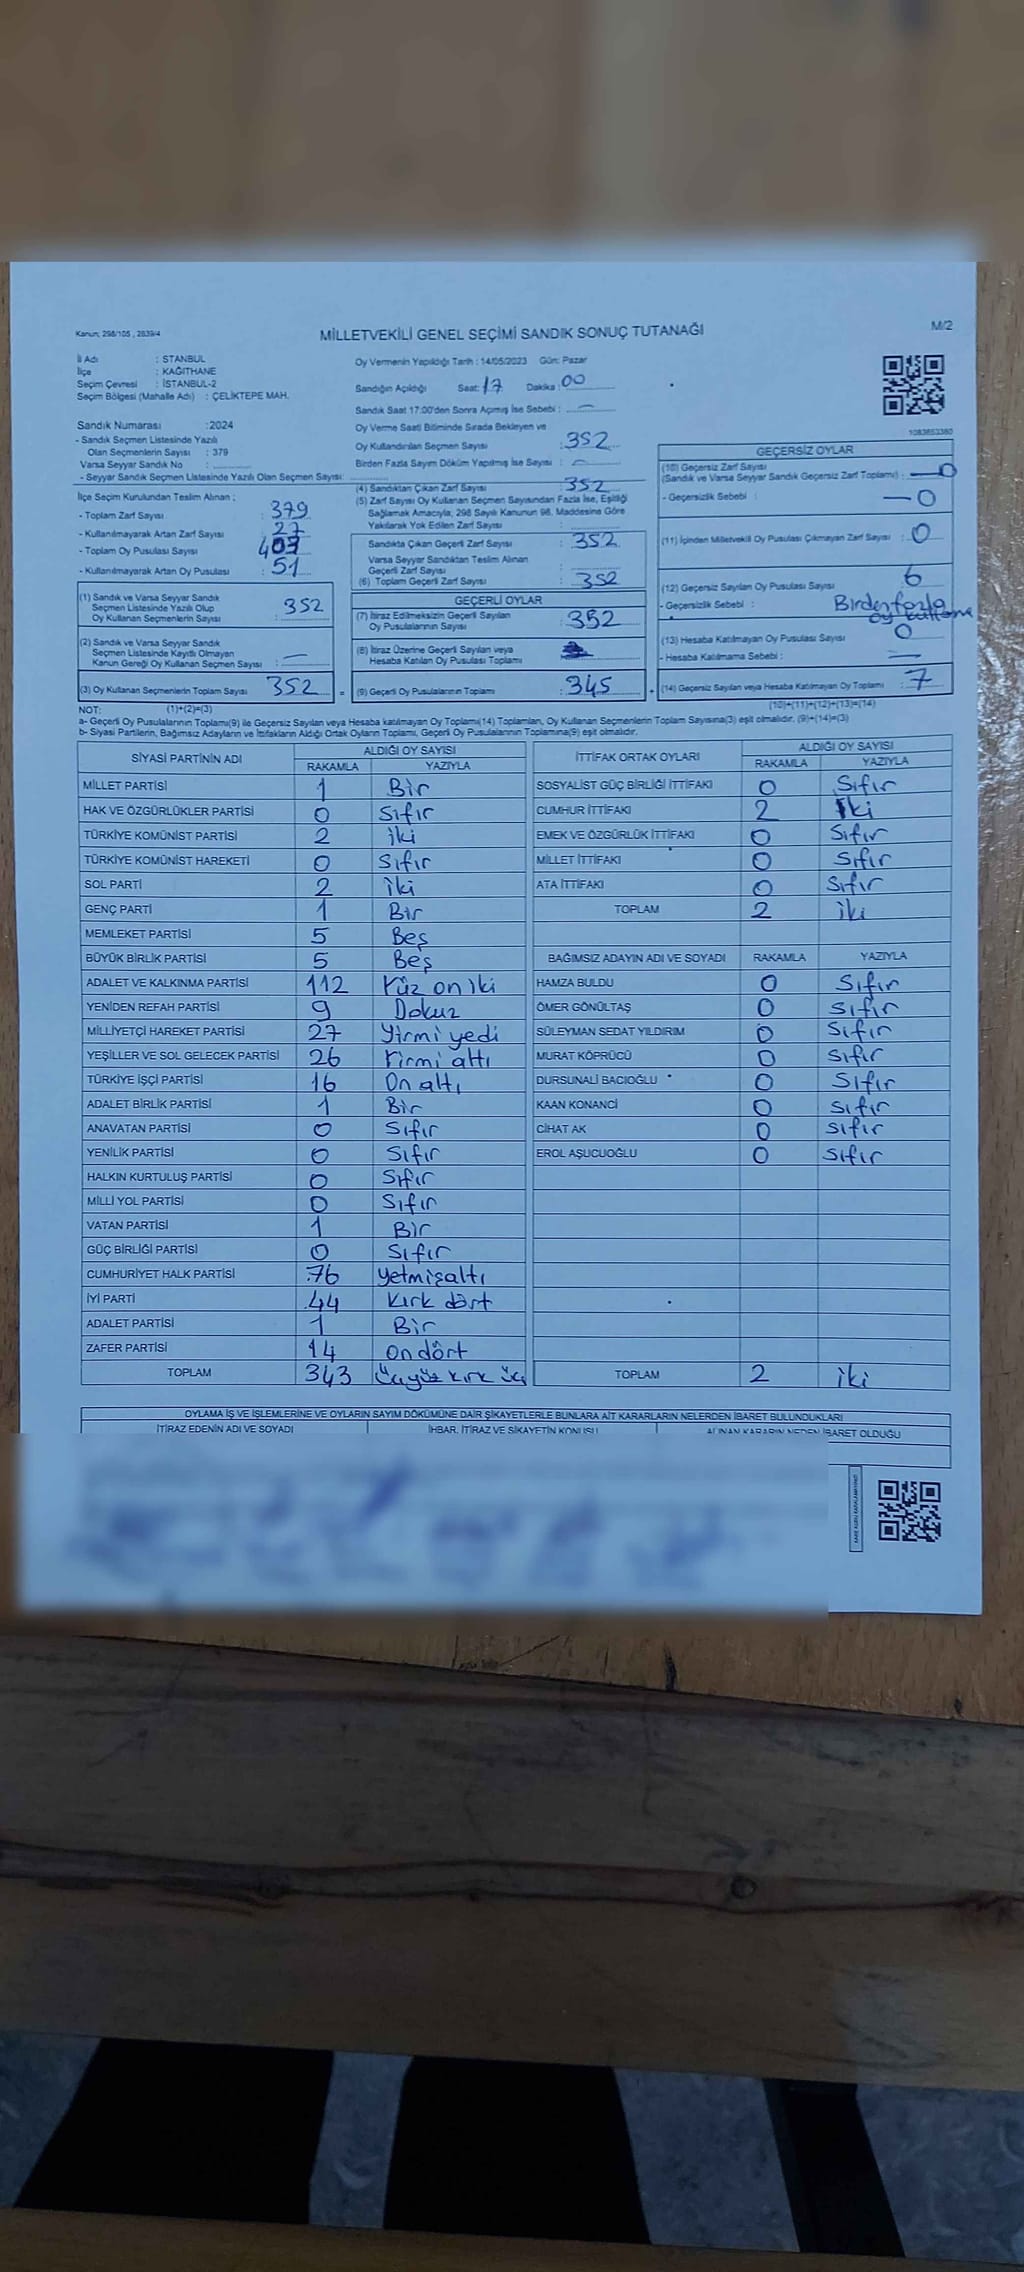 Kanun; 298/105 , 2839/4
MİLLETVEKİLİ GENEL SEÇİMİ SANDIK SONUÇ TUTANAĞI
M/2
İl Adı : STANBUL
İlçe : KAĞITHANE
Seçim Çevresi : İSTANBUL-2
Seçim Bölgesi (Mahalle Adı) : ÇELİKTEPE MAH.
Oy Vermenin Yapıldığı Tarih : 14/05/2023 Gün: Pazar
Sandığın Açıldığı Saat: 17 Dakika : 00
Sandık Saat 17:00'den Sonra Açımış İse Sebebi : —
Sandık Numarası :2024
- Sandık Seçmen Listesinde Yazılı
Olan Seçmenlerin Sayısı : 379
Varsa Seyyar Sandık No :
- Seyyar Sandık Seçmen Listesinde Yazılı Olan Seçmen Sayısı:
Oy Verme Saati Bitiminde Sırada Bekleyen ve
Oy Kullandırılan Seçmen Sayısı : 352
Birden Fazla Sayım Döküm Yapılmış İse Sayısı : —
1083653380
İlçe Seçim Kurulundan Teslim Alınan ;
- Toplam Zarf Sayısı : 379
- Kullanılmayarak Artan Zarf Sayısı : 27
- Toplam Oy Pusulası Sayısı : 403
- Kullanılmayarak Artan Oy Pusulası : 51
(1) Sandık ve Varsa Seyyar Sandık
Seçmen Listesinde Yazılı Olup
Oy Kullanan Seçmenlerin Sayısı : 352
(2) Sandık ve Varsa Seyyar Sandık
Seçmen Listesinde Kayıtlı Olmayan
Kanun Gereği Oy Kullanan Seçmen Sayısı : —
(3) Oy Kullanan Seçmenlerin Toplam Sayısı : 352 =
(4) Sandıktan Çıkan Zarf Sayısı : 352
(5) Zarf Sayısı Oy Kullanan Seçmen Sayısından Fazla İse, Eşitliği
Sağlamak Amacıyla, 298 Sayılı Kanunun 98. Maddesine Göre
Yakılarak Yok Edilen Zarf Sayısı :
Sandıkta Çıkan Geçerli Zarf Sayısı : 352
Varsa Seyyar Sandıktan Teslim Alınan
Geçerli Zarf Sayısı :
(6) Toplam Geçerli Zarf Sayısı : 352
GEÇERLİ OYLAR
(7) İtiraz Edilmeksizin Geçerli Sayılan
Oy Pusulalarının Sayısı : 352
(8) İtiraz Üzerine Geçerli Sayılan veya
Hesaba Katılan Oy Pusulası Toplamı :
(9) Geçerli Oy Pusulalarının Toplamı : 345 +
GEÇERSİZ OYLAR
(10) Geçersiz Zarf Sayısı
(Sandık ve Varsa Seyyar Sandık Geçersiz Zarf Toplamı) : —0
- Geçersizlik Sebebi : —0
(11) İçinden Milletvekili Oy Pusulası Çıkmayan Zarf Sayısı : 0
(12) Geçersiz Sayılan Oy Pusulası Sayısı 6
- Geçersizlik Sebebi : Birden fazla
oy kullanma
(13) Hesaba Katılmayan Oy Pusulası Sayısı : 0
- Hesaba Katılmama Sebebi : —
(14) Geçersiz Sayılan veya Hesaba Katılmayan Oy Toplamı : 7
NOT: (1)+(2)=(3)
(10)+(11)+(12)+(13)=(14)
a- Geçerli Oy Pusulalarının Toplamı(9) ile Geçersiz Sayılan veya Hesaba katılmayan Oy Toplamı(14) Toplamları, Oy Kullanan Seçmenlerin Toplam Sayısına(3) eşit olmalıdır. (9)+(14)=(3)
b- Siyasi Partilerin, Bağımsız Adayların ve İttifakların Aldığı Ortak Oyların Toplamı, Geçerli Oy Pusulalarının Toplamına(9) eşit olmalıdır.
SİYASİ PARTİNİN ADI ALDIĞI OY SAYISI
RAKAMLA YAZIYLA
MİLLET PARTİSİ 1 Bir
HAK VE ÖZGÜRLÜKLER PARTİSİ 0 Sıfır
TÜRKİYE KOMÜNİST PARTİSİ 2 iki
TÜRKİYE KOMÜNİST HAREKETİ 0 Sıfır
SOL PARTİ 2 iki
GENÇ PARTİ 1 Bir
MEMLEKET PARTİSİ 5 Beş
BÜYÜK BİRLİK PARTİSİ 5 Beş
ADALET VE KALKINMA PARTİSİ 112 Yüz on iki
YENİDEN REFAH PARTİSİ 9 Dokuz
MİLLİYETÇİ HAREKET PARTİSİ 27 Yirmi yedi
YEŞİLLER VE SOL GELECEK PARTİSİ 26 Yirmi altı
TÜRKİYE İŞÇİ PARTİSİ 16 On altı
ADALET BİRLİK PARTİSİ 1 Bir
ANAVATAN PARTİSİ 0 Sıfır
YENİLİK PARTİSİ 0 Sıfır
HALKIN KURTULUŞ PARTİSİ 0 Sıfır
MİLLİ YOL PARTİSİ 0 Sıfır
VATAN PARTİSİ 1 Bir
GÜÇ BİRLİĞİ PARTİSİ 0 Sıfır
CUMHURİYET HALK PARTİSİ 76 yetmişaltı
İYİ PARTİ 44 Kırk dört
ADALET PARTİSİ 1 Bir
ZAFER PARTİSİ 14 on dört
TOPLAM 343 Üçyüz kırk üç
İTTİFAK ORTAK OYLARI ALDIĞI OY SAYISI
RAKAMLA YAZIYLA
SOSYALİST GÜÇ BİRLİĞİ İTTİFAKI 0 Sıfır
CUMHUR İTTİFAKI 2 İki
EMEK VE ÖZGÜRLÜK İTTİFAKI 0 Sıfır
MİLLET İTTİFAKI 0 Sıfır
ATA İTTİFAKI 0 Sıfır
TOPLAM 2 iki
BAĞIMSIZ ADAYIN ADI VE SOYADI RAKAMLA YAZIYLA
HAMZA BULDU 0 Sıfır
ÖMER GÖNÜLTAŞ 0 Sıfır
SÜLEYMAN SEDAT YILDIRIM 0 Sıfır
MURAT KÖPRÜCÜ 0 Sıfır
DURSUNALİ BACIOĞLU 0 Sıfır
KAAN KONANCİ 0 Sıfır
CİHAT AK 0 Sıfır
EROL AŞUCUOĞLU 0 Sıfır
TOPLAM 2 iki
OYLAMA İŞ VE İŞLEMLERİNE VE OYLARIN SAYIM DÖKÜMÜNE DAİR ŞİKAYETLERLE BUNLARA AİT KARARLARIN NELERDEN İBARET BULUNDUKLARI
İTİRAZ EDENİN ADI VE SOYADI İHBAR, İTİRAZ VE ŞİKAYETİN KONUSU ALINAN KARARIN NEDEN İBARET OLDUĞU